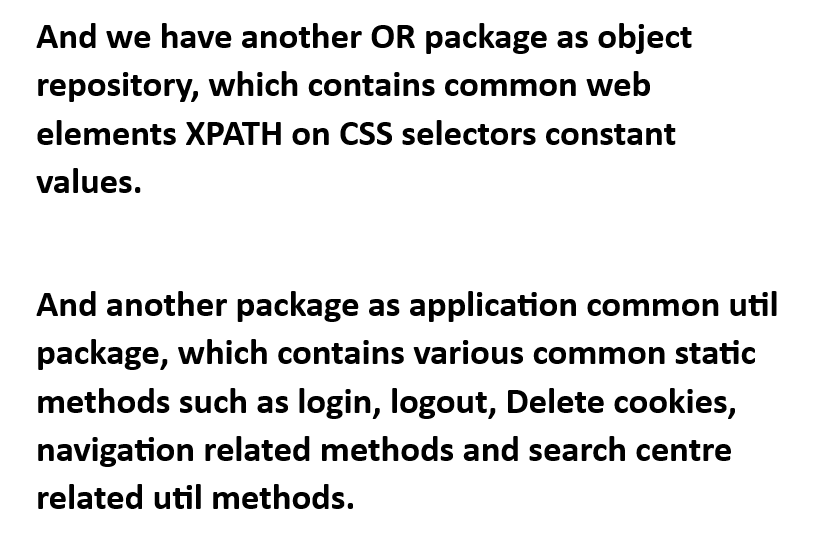 And we have another OR package as object
repository, which contains common web
elements XPATH on CSS selectors constant
values.
And another package as application common util
package, which contains various common static
methods such as login, logout, Delete cookies,
navigation related methods and search centre
related util methods.